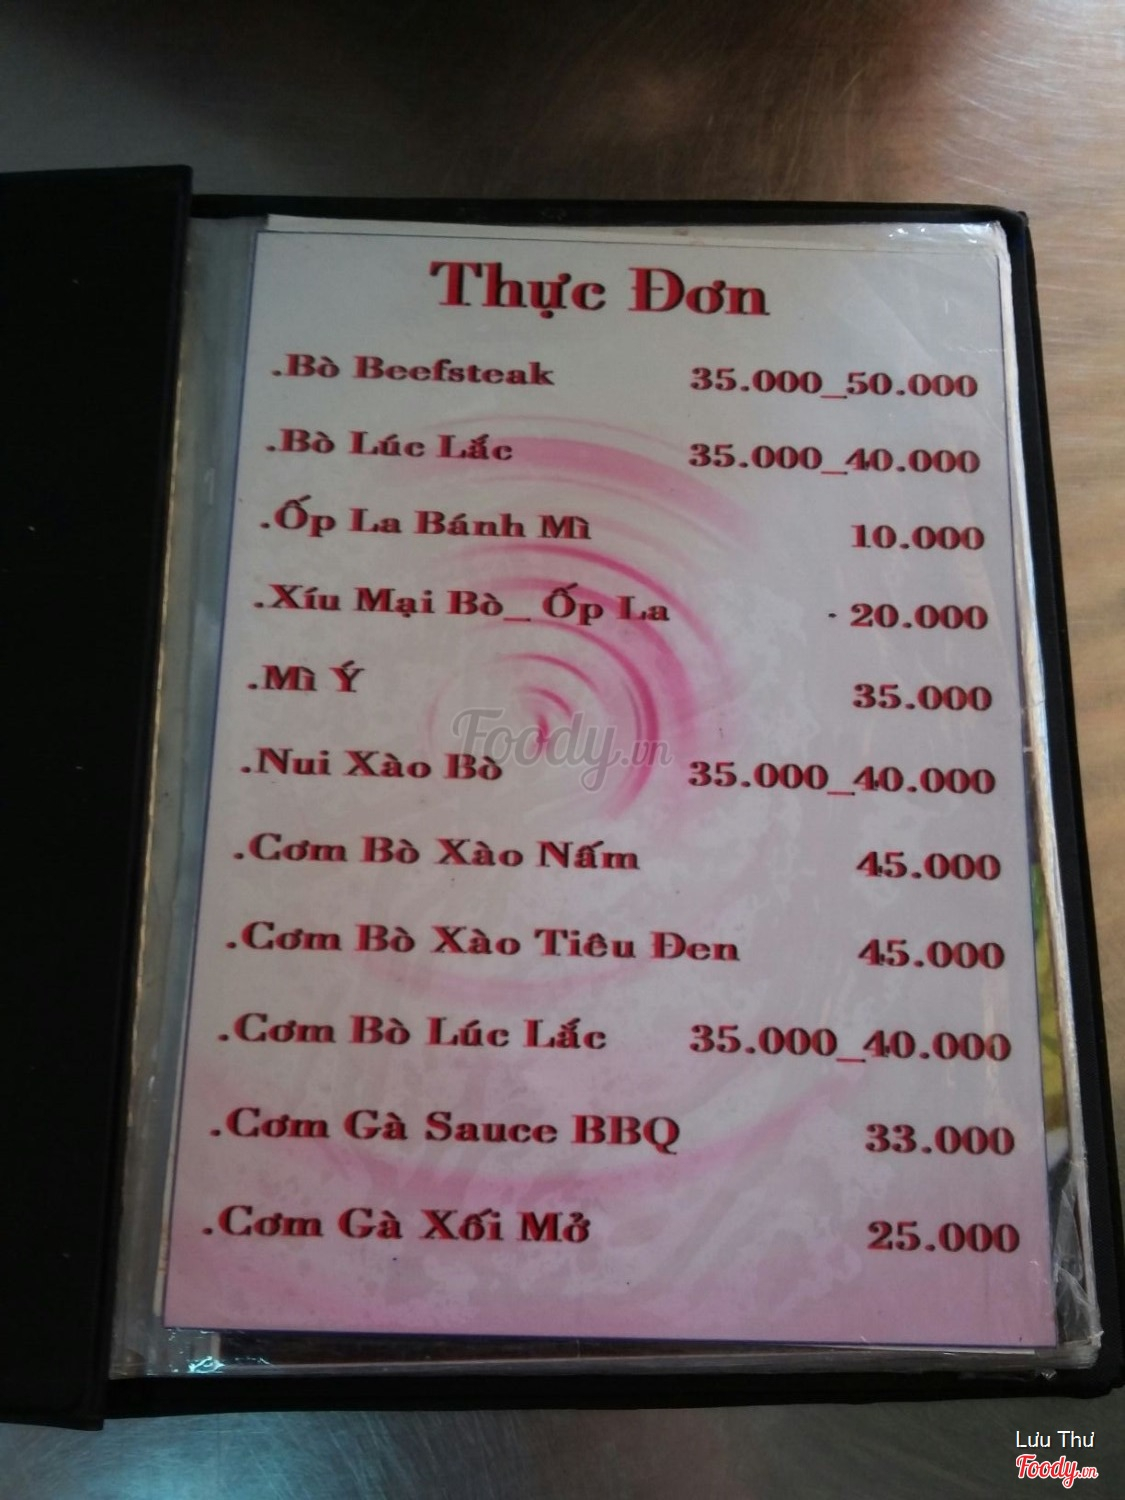 Thực Đơn
.Bò Beefsteak 35.000_50.000
.Bò Lúc Lắc 35.000_40.000
.Ốp La Bánh Mì 10.000
.Xíu Mại Bò_ Ốp La - 20.000
.Mì Ý 35.000
.Nui Xào Bò 35.000_40.000
.Cơm Bò Xào Nấm 45.000
.Cơm Bò Xào Tiêu Đen 45.000
.Cơm Bò Lúc Lắc 35.000_40.000
.Cơm Gà Sauce BBQ 33.000
.Cơm Gà Xối Mở 25.000
Foody.vn
Lưu Thư
Foody.vn